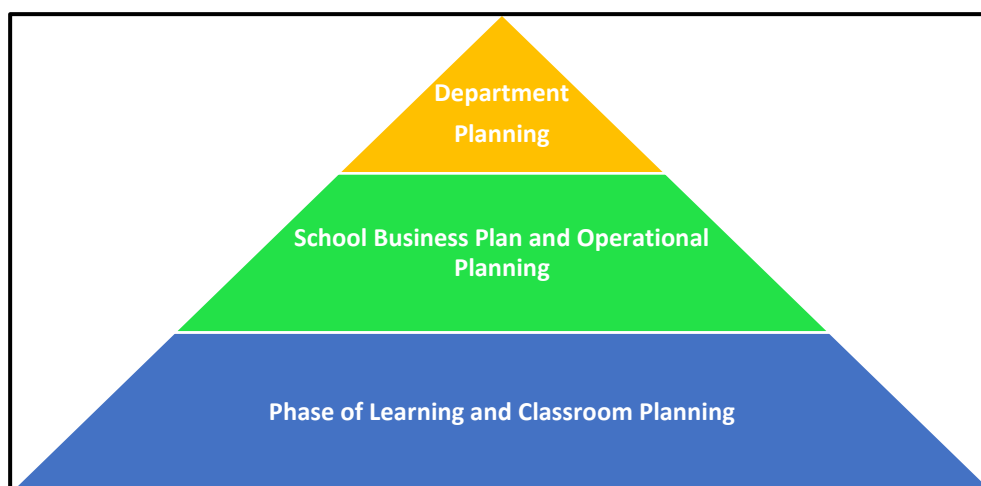 Department
Planning
School Business Plan and Operational
Planning
Phase of Learning and Classroom Planning